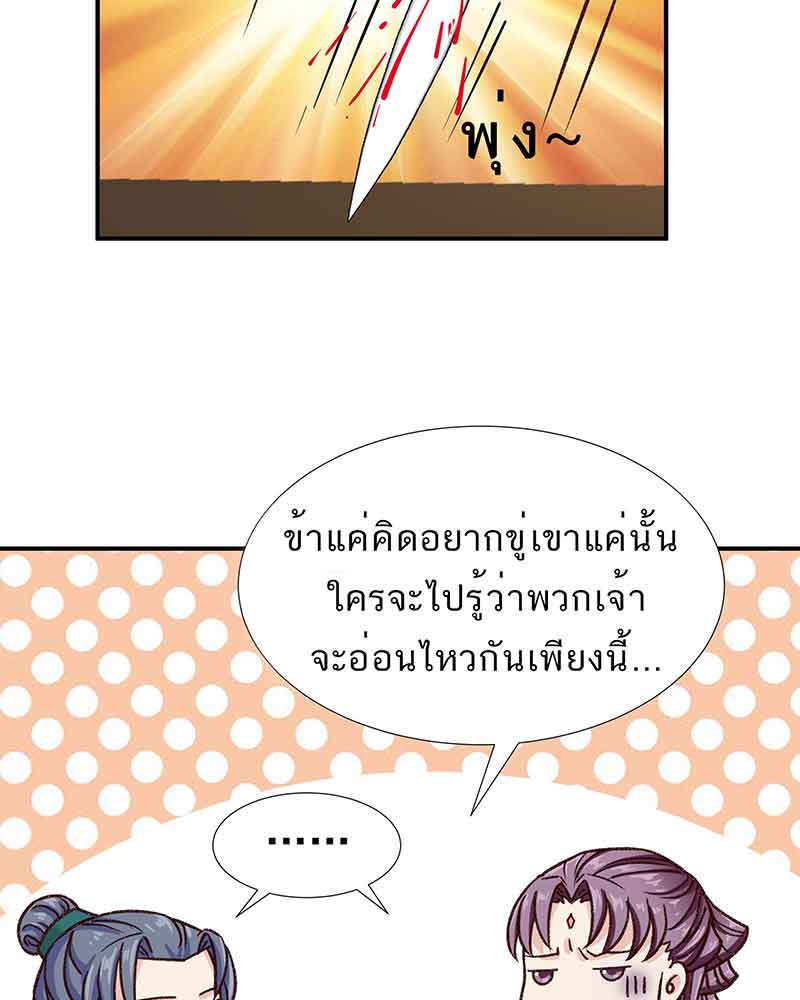 พุ่ง~
ข้าแค่คิดอยากขู่เขาแค่นั้น
ใครจะไปรู้ว่าพวกเจ้า
จะอ่อนไหวกันเพียงนี้...
......